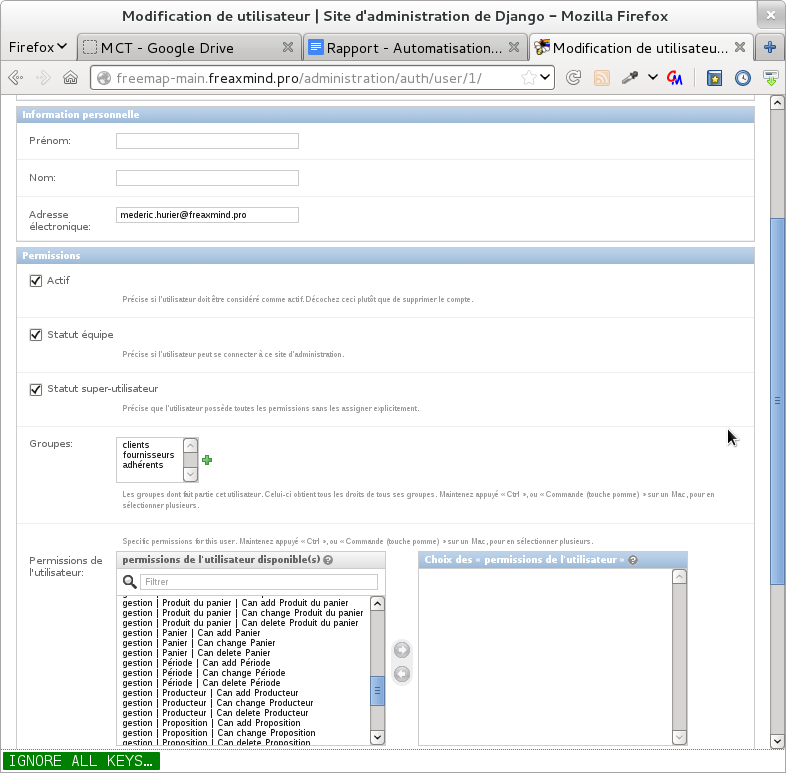 Modification de utilisateur | Site d'administration de Django – Mozilla Firefox
Firefox
MCT - Google Drive
Rapport - Automatisation...
Modification de utilisateu...
freemap-main.freaxmind.pro/administration/auth/user/1/
Information personnelle
Prénom:
Nom:
Adresse
électronique:
mederic.hurier@freaxmind.pro
Permissions
Actif
Précise si l'utilisateur doit être considéré comme actif. Décochez ceci plutôt que de supprimer le compte.
Statut équipe
Précise si l'utilisateur peut se connecter à ce site d'administration.
Statut super-utilisateur
Précise que l'utilisateur possède toutes les permissions sans les assigner explicitement.
Groupes:
clients
fournisseurs
adhérents
Les groupes dont fait partie cet utilisateur. Celui-ci obtient tous les droits de tous ses groupes. Maintenez appuyé « Ctrl », ou « Commande (touche pomme) » sur un Mac, pour en
sélectionner plusieurs.
Specific permissions for this user. Maintenez appuyé « Ctrl », ou « Commande (touche pomme) » sur un Mac, pour en sélectionner plusieurs.
Permissions de
l'utilisateur:
permissions de l'utilisateur disponible(s)
Filtrer
gestion | Produit du panier | Can add Produit du panier
gestion | Produit du panier | Can change Produit du panier
gestion | Produit du panier | Can delete Produit du panier
gestion | Panier | Can add Panier
gestion | Panier | Can change Panier
gestion | Panier | Can delete Panier
gestion | Période | Can add Période
gestion | Période | Can change Période
gestion | Période | Can delete Période
gestion | Producteur | Can add Producteur
gestion | Producteur | Can change Producteur
gestion | Producteur | Can delete Producteur
gestion | Proposition | Can add Proposition
gestion | Proposition | Can change Proposition
gestion | Proposition | Can delete Proposition
Choix des « permissions de l'utilisateur »
IGNORE ALL KEYS…